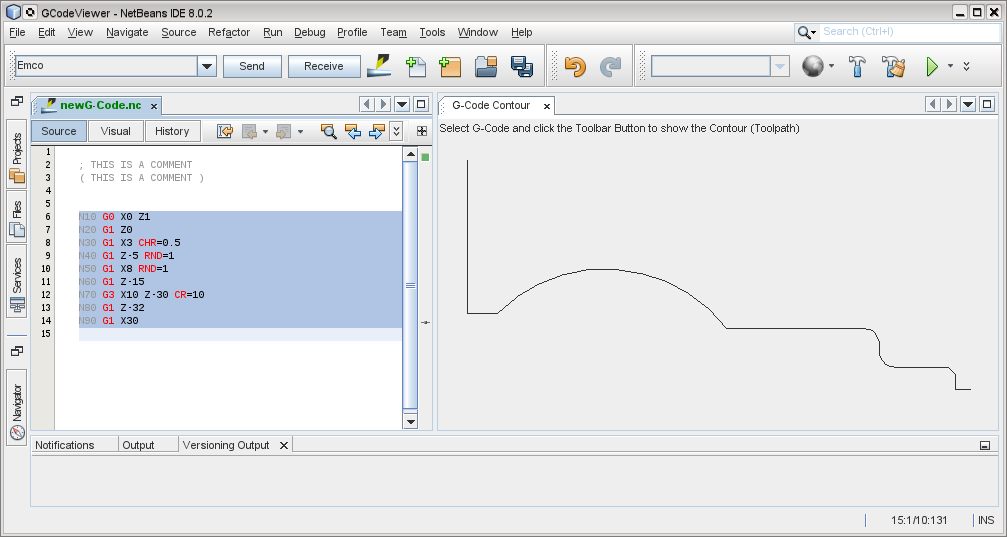 GCodeViewer - NetBeans IDE 8.0.2
File Edit View Navigate Source Refactor Run Debug Profile Team Tools Window Help
Search (Ctrl+I)
Emco Send Receive
Projects
Files
Services
Navigator
newG-Code.nc
Source Visual History
1
2 ; THIS IS A COMMENT
3 ( THIS IS A COMMENT )
4
5
6 N10 G0 X0 Z1
7 N20 G1 Z0
8 N30 G1 X3 CHR=0.5
9 N40 G1 Z-5 RND=1
10 N50 G1 X8 RND=1
11 N60 G1 Z-15
12 N70 G3 X10 Z-30 CR=10
13 N80 G1 Z-32
14 N90 G1 X30
15
G-Code Contour
Select G-Code and click the Toolbar Button to show the Contour (Toolpath)
Notifications Output Versioning Output
15:1/10:131 INS